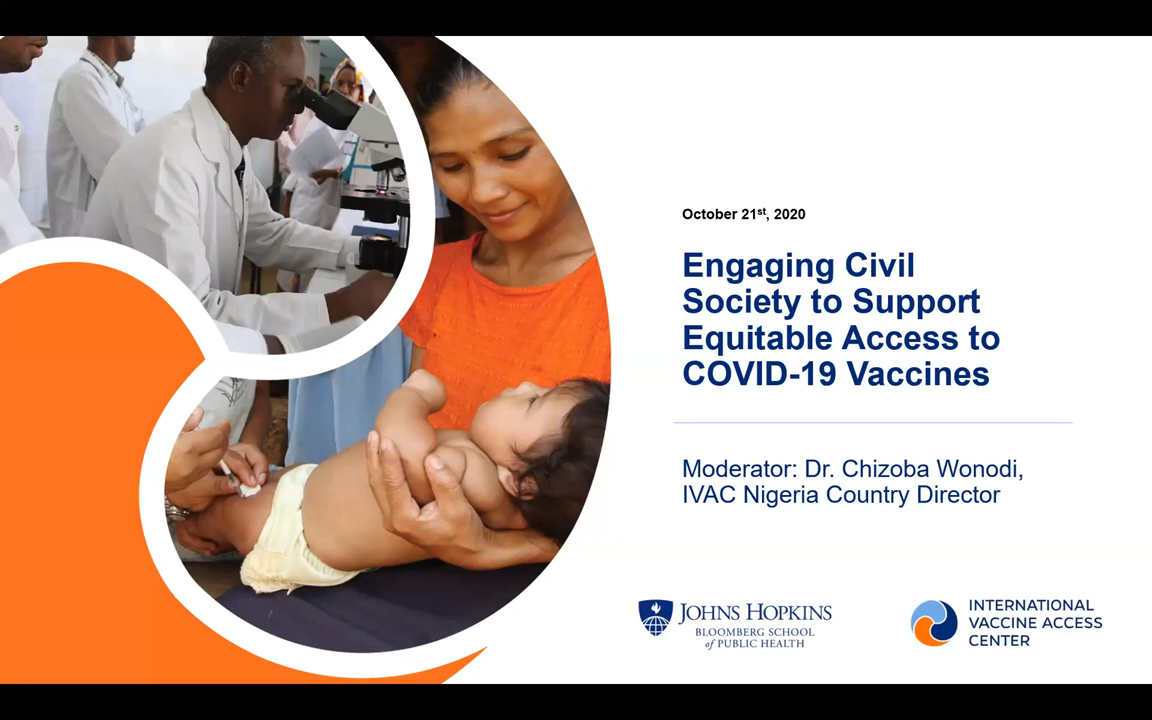 October 21st, 2020
Engaging Civil
Society to Support
Equitable Access to
COVID-19 Vaccines
Moderator: Dr. Chizoba Wonodi,
IVAC Nigeria Country Director
JOHNS HOPKINS
BLOOMBERG SCHOOL
of PUBLIC HEALTH
INTERNATIONAL
VACCINE ACCESS
CENTER